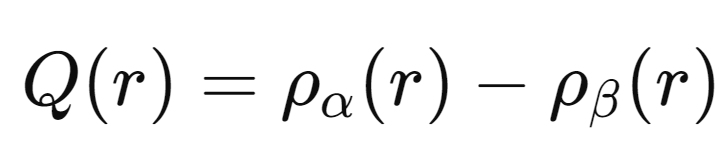 Q(r) = ρ_α(r) − ρ_β(r)